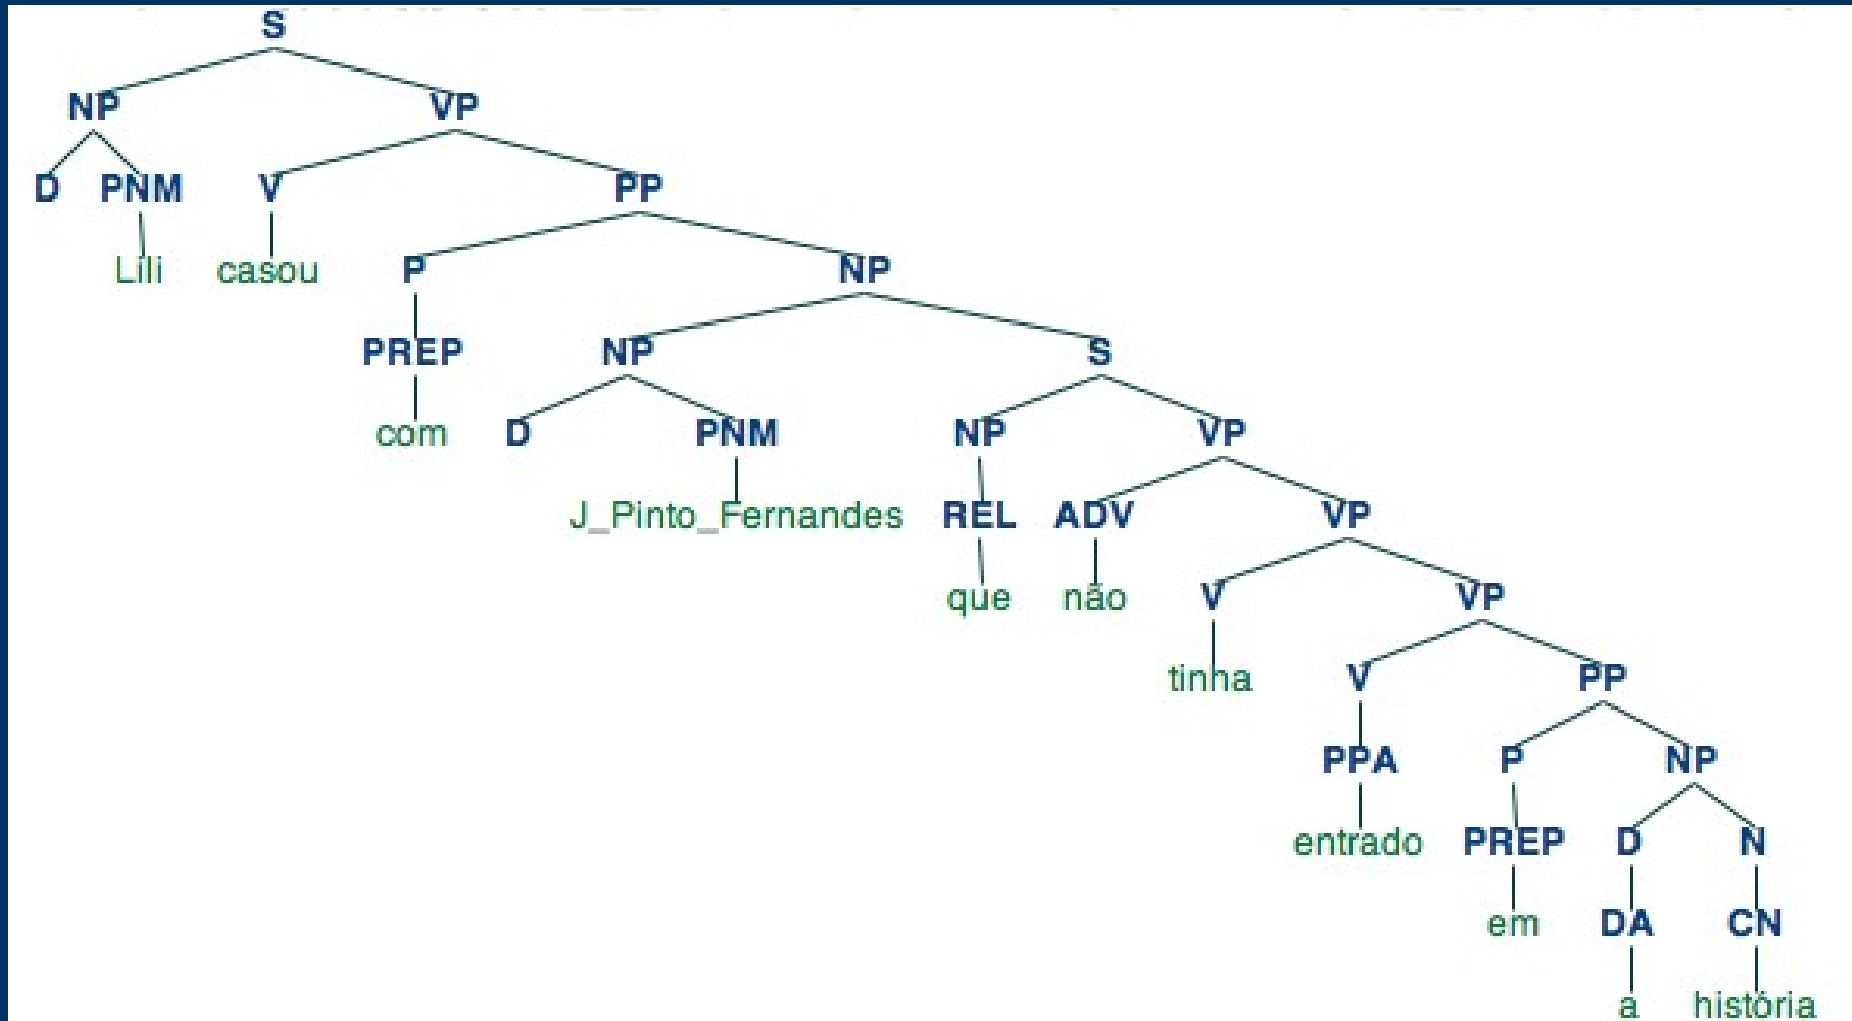 S
NP VP
D PNM V PP
Lili casou P NP
PREP NP S
com D PNM NP VP
J_Pinto_Fernandes REL ADV VP
que não V VP
tinha V PP
PPA P NP
entrado PREP D N
em DA CN
a história